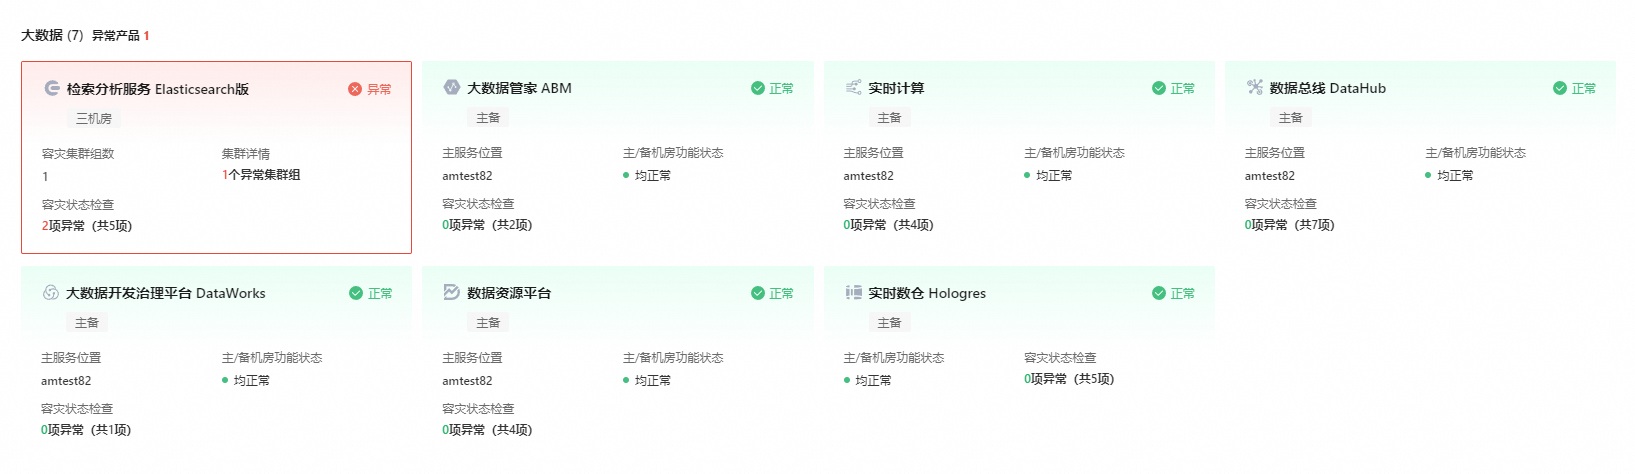 大数据 (7) 异常产品 1
检索分析服务 Elasticsearch版 异常
三机房
容灾集群组数 集群详情
1 1个异常集群组
容灾状态检查
2项异常（共5项）
大数据管家 ABM 正常
主备
主服务位置 主/备机房功能状态
amtest82 均正常
容灾状态检查
0项异常（共2项）
实时计算 正常
主备
主服务位置 主/备机房功能状态
amtest82 均正常
容灾状态检查
0项异常（共4项）
数据总线 DataHub 正常
主备
主服务位置 主/备机房功能状态
amtest82 均正常
容灾状态检查
0项异常（共7项）
大数据开发治理平台 DataWorks 正常
主备
主服务位置 主/备机房功能状态
amtest82 均正常
容灾状态检查
0项异常（共1项）
数据资源平台 正常
主备
主服务位置 主/备机房功能状态
amtest82 均正常
容灾状态检查
0项异常（共4项）
实时数仓 Hologres 正常
主备
主/备机房功能状态 容灾状态检查
均正常 0项异常（共5项）